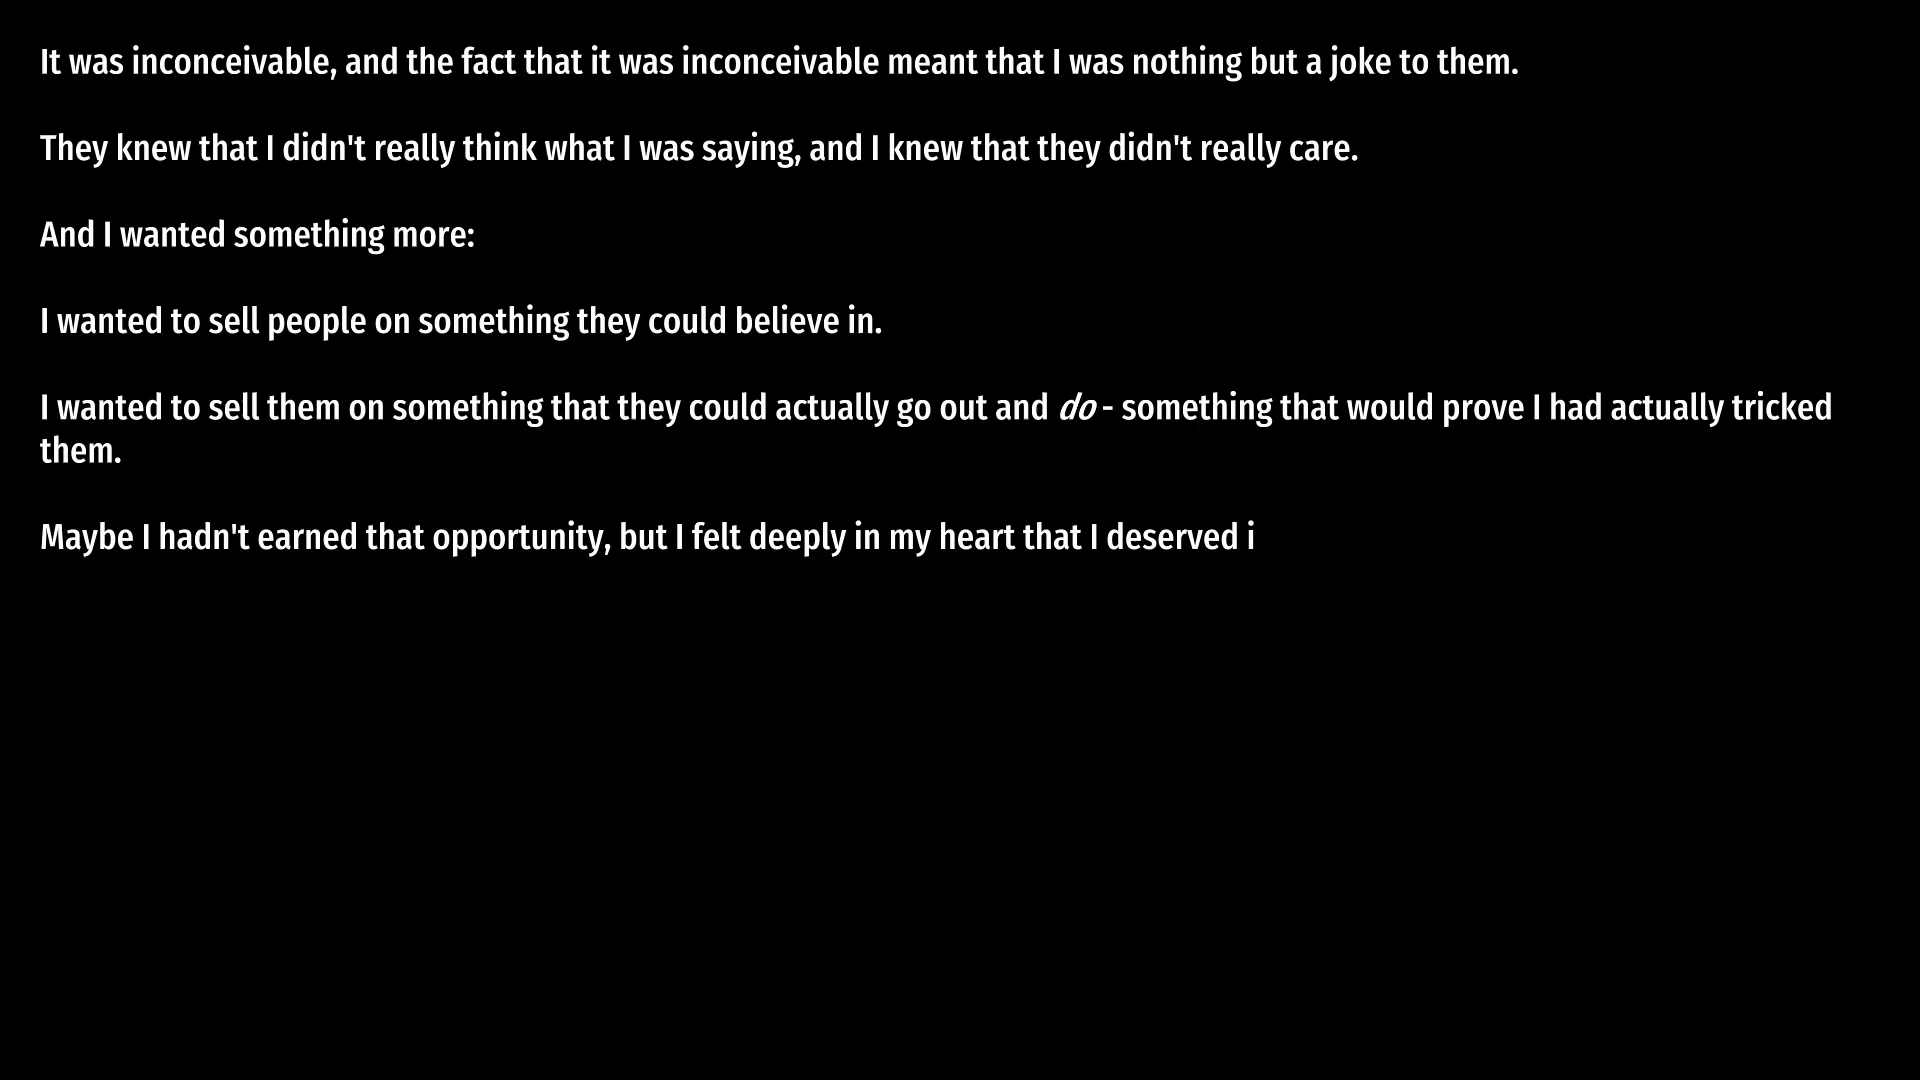 It was inconceivable, and the fact that it was inconceivable meant that I was nothing but a joke to them.
They knew that I didn't really think what I was saying, and I knew that they didn't really care.
And I wanted something more:
I wanted to sell people on something they could believe in.
I wanted to sell them on something that they could actually go out and do - something that would prove I had actually tricked
them.
Maybe I hadn't earned that opportunity, but I felt deeply in my heart that I deserved i